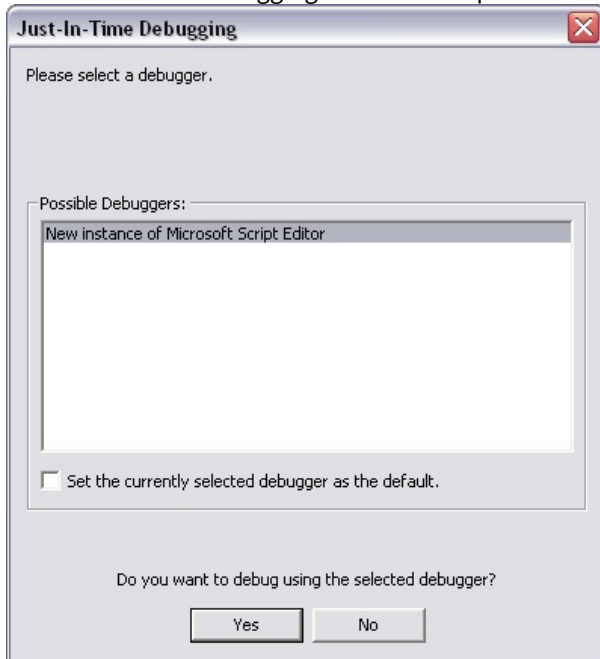 Just-In-Time Debugging
Please select a debugger.
Possible Debuggers:
New instance of Microsoft Script Editor
Set the currently selected debugger as the default.
Do you want to debug using the selected debugger?
Yes No